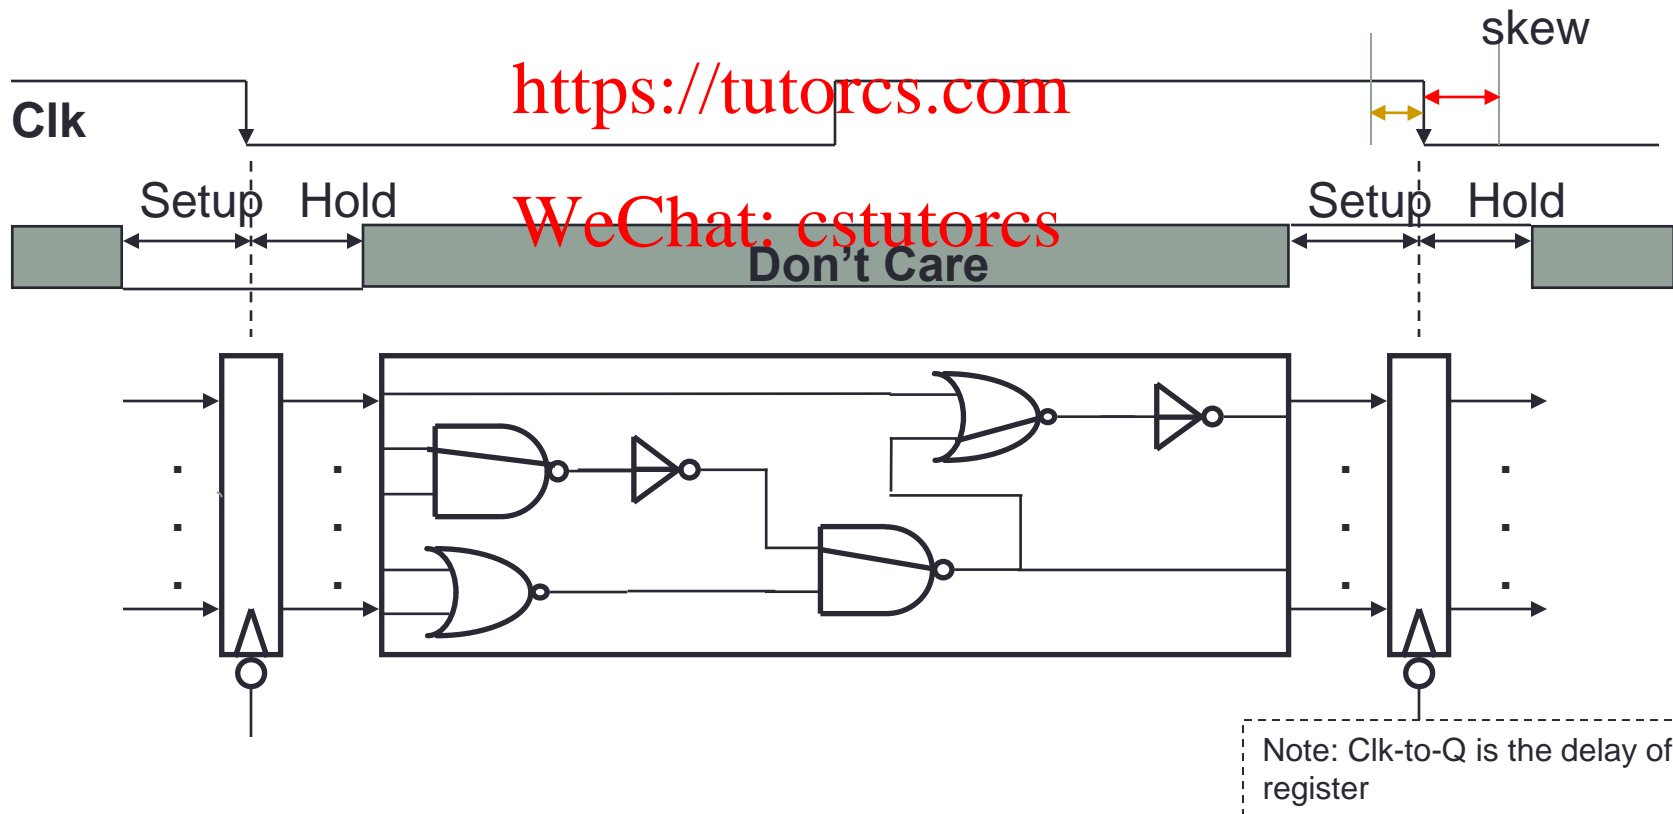 skew
https://tutorcs.com
Clk
Setup Hold
WeChat: cstutorcs
Setup Hold
Don't Care
Note: Clk-to-Q is the delay of
register